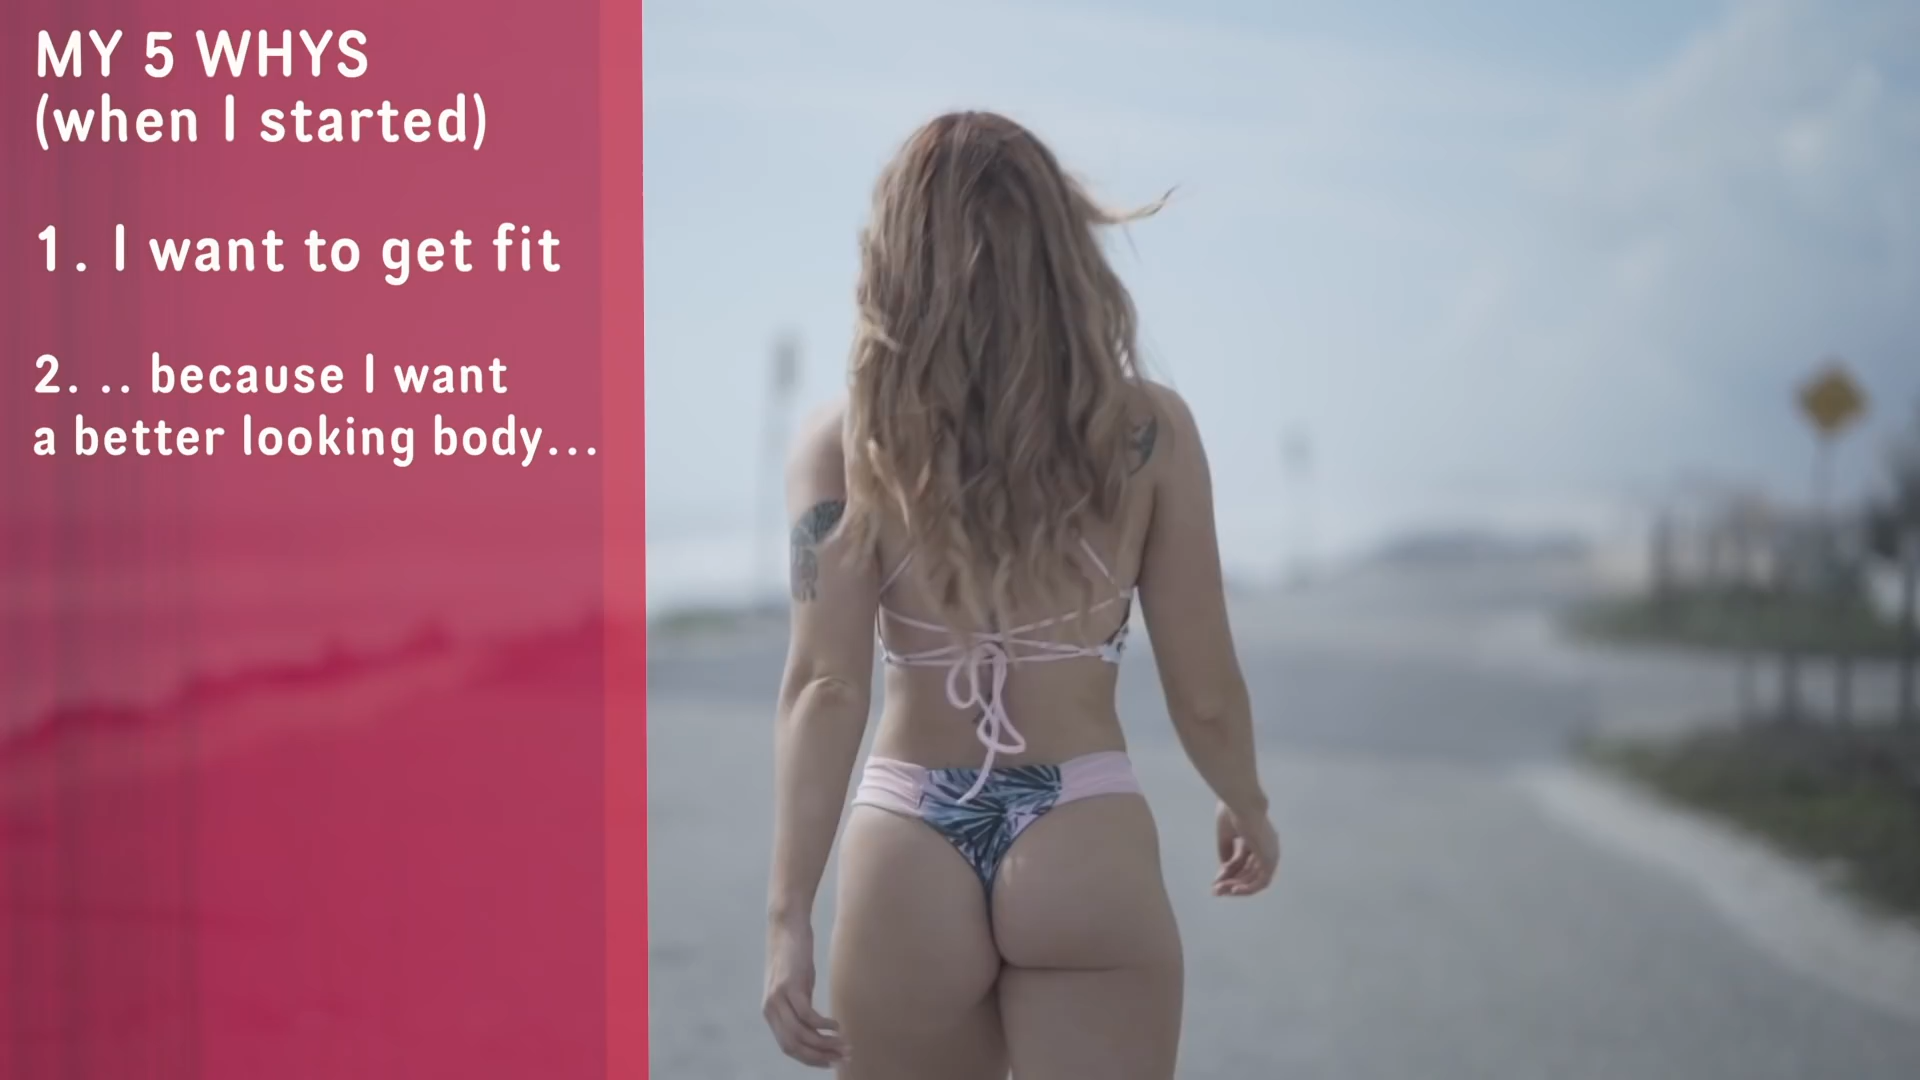 MY 5 WHYS
(when I started)
1. I want to get fit
2. .. because I want
a better looking body...